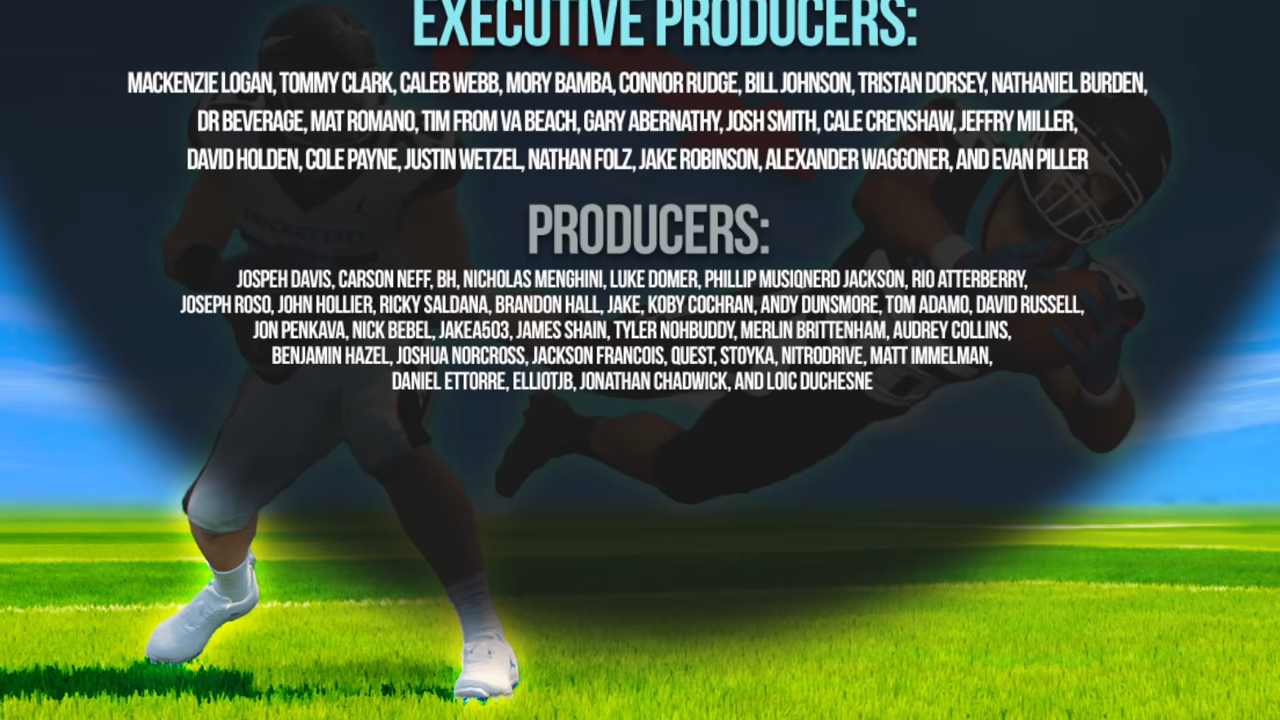 EXECUTIVE PRODUCERS:
MACKENZIE LOGAN, TOMMY CLARK, CALEB WEBB, MORY BAMBA, CONNOR RUDGE, BILL JOHNSON, TRISTAN DORSEY, NATHANIEL BURDEN,
DR BEVERAGE, MAT ROMANO, TIM FROM VA BEACH, GARY ABERNATHY, JOSH SMITH, CALE CRENSHAW, JEFFRY MILLER,
DAVID HOLDEN, COLE PAYNE, JUSTIN WETZEL, NATHAN FOLZ, JAKE ROBINSON, ALEXANDER WAGGONER, AND EVAN PILLER
PRODUCERS:
JOSPEH DAVIS, CARSON NEFF, BH, NICHOLAS MENGHINI, LUKE DOMER, PHILLIP MUSIQNERD JACKSON, RIO ATTERBERRY,
JOSEPH ROSO, JOHN HOLLIER, RICKY SALDANA, BRANDON HALL, JAKE, KOBY COCHRAN, ANDY DUNSMORE, TOM ADAMO, DAVID RUSSELL,
JON PENKAVA, NICK BEBEL, JAKEA503, JAMES SHAIN, TYLER NOHBUDDY, MERLIN BRITTENHAM, AUDREY COLLINS,
BENJAMIN HAZEL, JOSHUA NORCROSS, JACKSON FRANCOIS, QUEST, STOYKA, NITRODRIVE, MATT IMMELMAN,
DANIEL ETTORRE, ELLIOTJB, JONATHAN CHADWICK, AND LOIC DUCHESNE